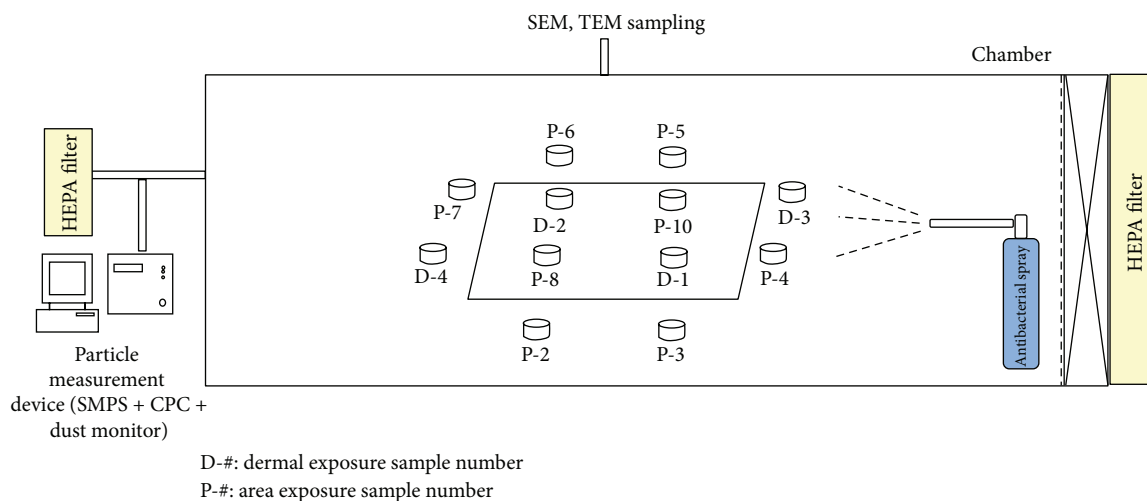 SEM, TEM sampling
Chamber
HEPA filter
HEPA filter
P-6
P-5
P-7
D-2
P-10
D-3
D-4
P-8
D-1
P-4
P-2
P-3
Antibacterial spray
Particle
measurement
device (SMPS + CPC +
dust monitor)
D-#: dermal exposure sample number
P-#: area exposure sample number